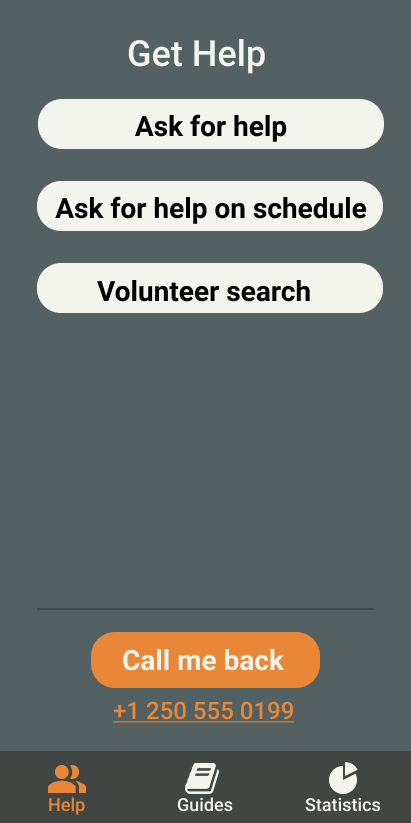 Get Help
Ask for help
Ask for help on schedule
Volunteer search
Call me back
+1 250 555 0199
Help
Guides
Statistics